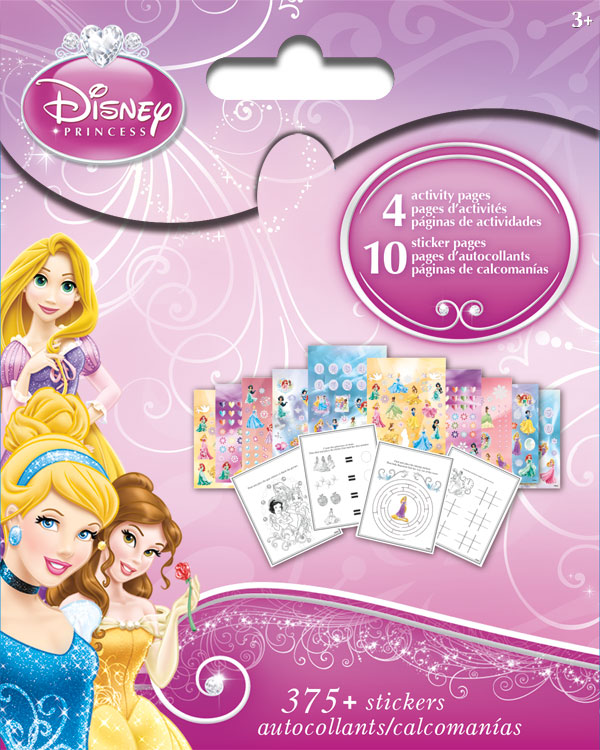 3+
Disney
PRINCESS
4 activity pages
pages d'activités
páginas de actividades
10 sticker pages
pages d'autocollants
páginas de calcomanías
375+ stickers
autocollants/calcomanías